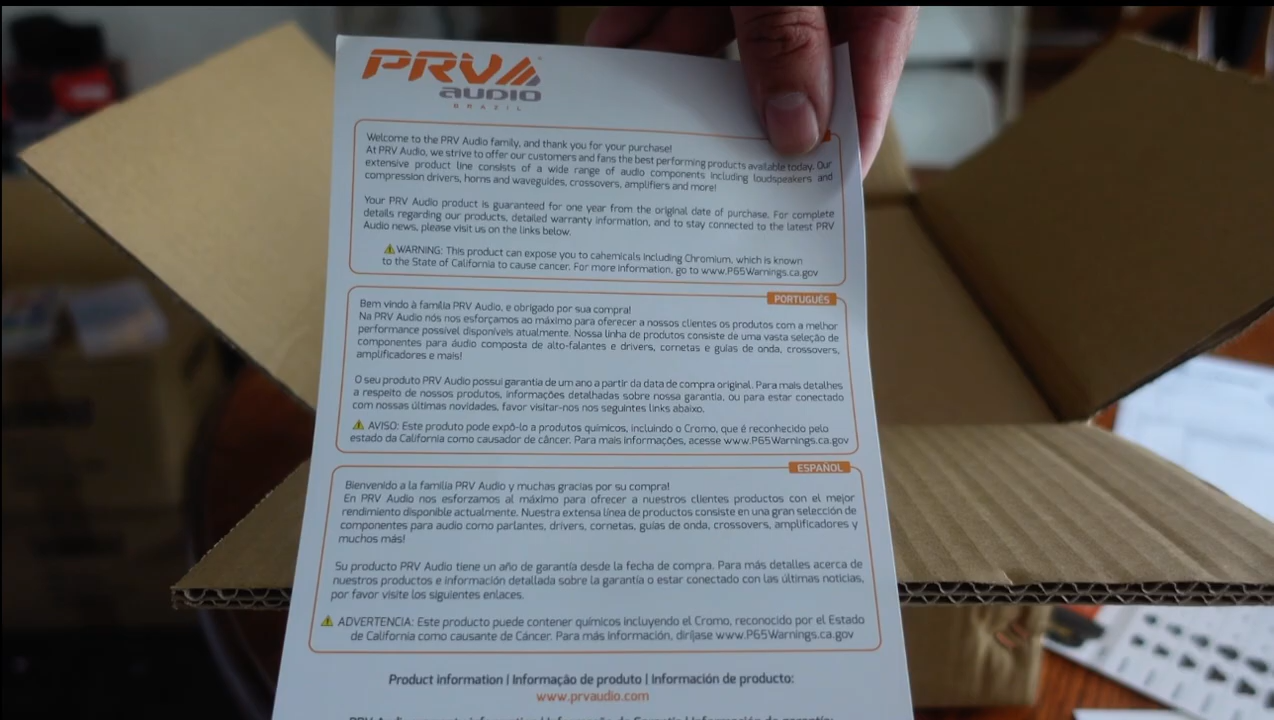 PRV
AUDIO
BRAZIL
Welcome to the PRV Audio family, and thank you for your purchase!
At PRV Audio, we strive to offer our customers and fans the best performing products available today. Our
extensive product line consists of a wide range of audio components including loudspeakers and
compression drivers, horns and waveguides, crossovers, amplifiers and more!
Your PRV Audio product is guaranteed for one year from the original date of purchase. For complete
details regarding our products, detailed warranty information, and to stay connected to the latest PRV
Audio news, please visit us on the links below.
WARNING: This product can expose you to cahemicals including Chromium, which is known
to the State of California to cause cancer. For more information, go to www.P65Warnings.ca.gov
PORTUGUÊS
Bem vindo à família PRV Audio, e obrigado por sua compra!
Na PRV Audio nós nos esforçamos ao máximo para oferecer a nossos clientes os produtos com a melhor
performance possível disponíveis atualmente. Nossa linha de produtos consiste de uma vasta seleção de
componentes para áudio composta de alto-falantes e drivers, cornetas e guias de onda, crossovers,
amplificadores e mais!
O seu produto PRV Audio possui garantia de um ano a partir da data de compra original. Para mais detalhes
a respeito de nossos produtos, informações detalhadas sobre nossa garantia, ou para estar conectado
com nossas últimas novidades, favor visitar-nos nos seguintes links abaixo.
AVISO: Este produto pode expô-lo a produtos químicos, incluindo o Cromo, que é reconhecido pelo
estado da California como causador de câncer. Para mais informações, acesse www.P65Warnings.ca.gov
ESPAÑOL
Bienvenido a la familia PRV Audio y muchas gracias por su compra!
En PRV Audio nos esforzamos al máximo para ofrecer a nuestros clientes productos con el mejor
rendimiento disponible actualmente. Nuestra extensa línea de productos consiste en una gran selección de
componentes para audio como parlantes, drivers, cornetas, guías de onda, crossovers, amplificadores y
muchos más!
Su producto PRV Audio tiene un año de garantía desde la fecha de compra. Para más detalles acerca de
nuestros productos e información detallada sobre la garantía o estar conectado con las últimas noticias,
por favor visite los siguientes enlaces.
ADVERTENCIA: Este producto puede contener químicos incluyendo el Cromo, reconocido por el Estado
de California como causante de Cáncer. Para más información, diríjase www.P65Warnings.ca.gov
Product information | Informação de produto | Información de producto:
www.prvaudio.com